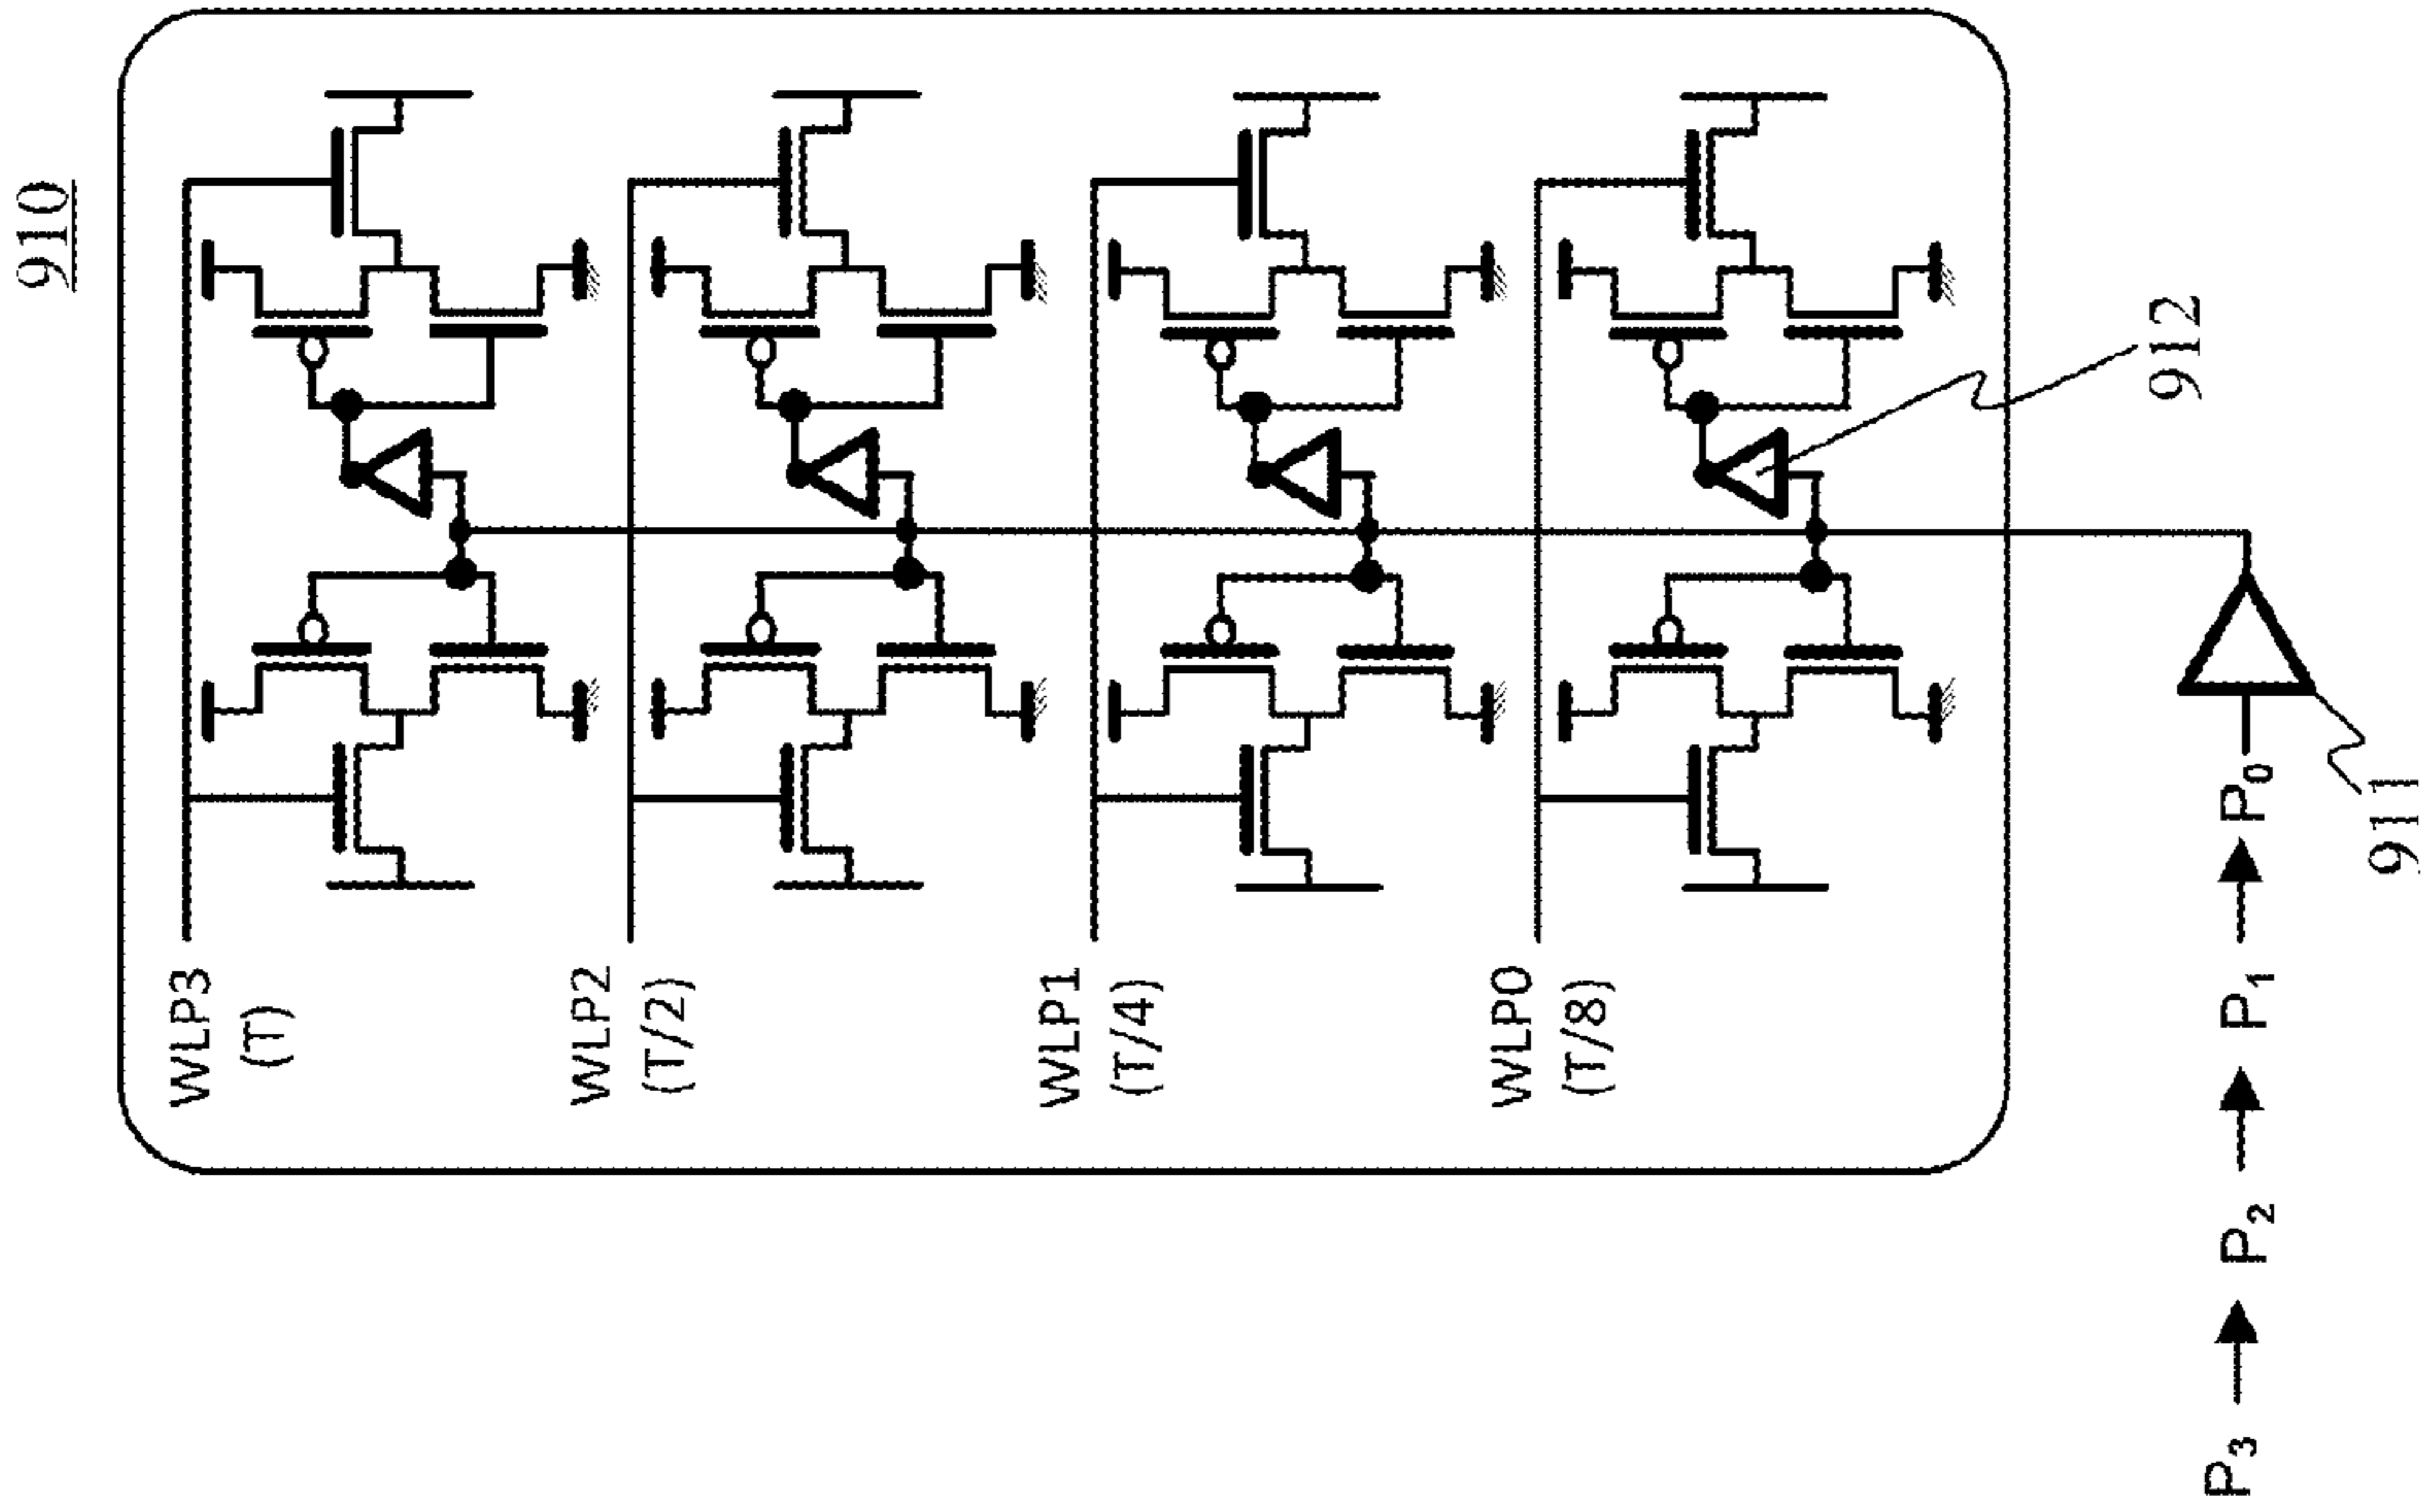 910
WLP3
(T)
WLP2
(T/2)
WLP1
(T/4)
WLP0
(T/8)
912
911
P3 → P2 → P1 → P0